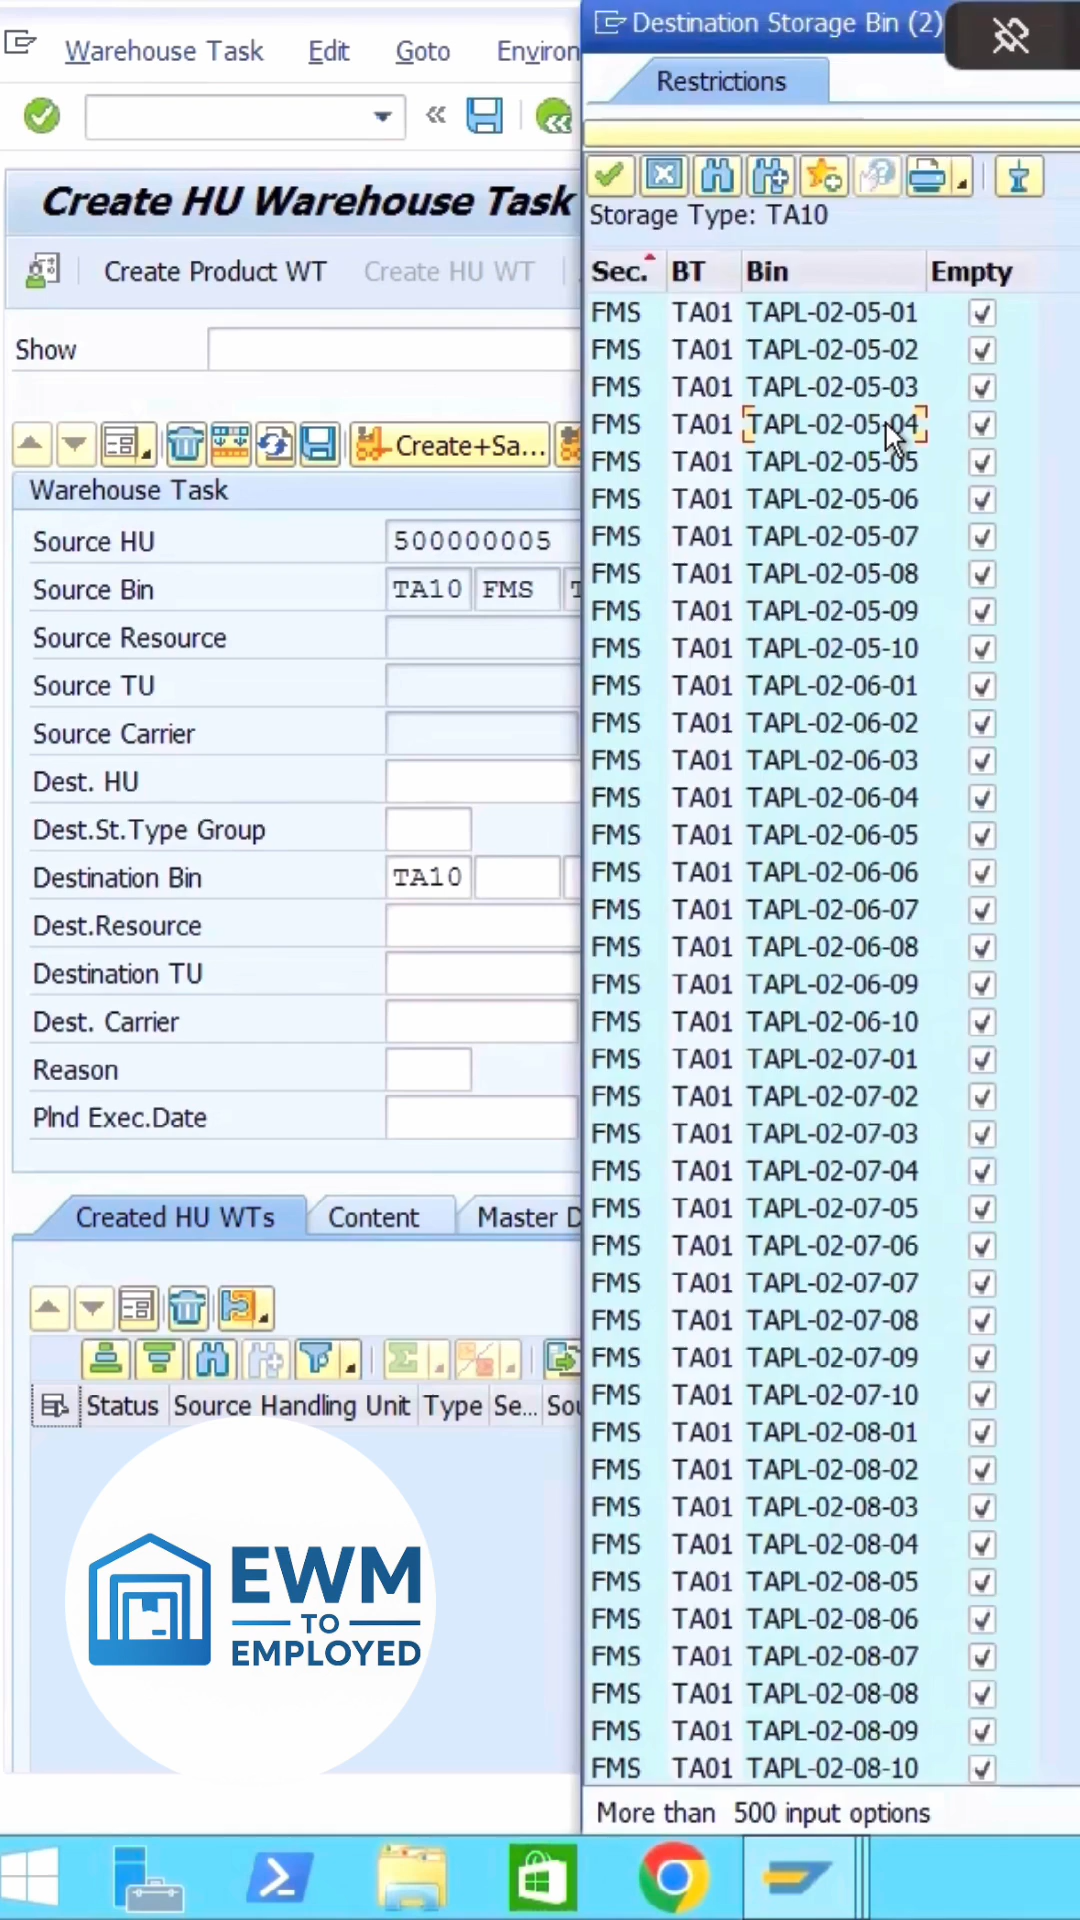 Warehouse Task Edit Goto Environ
Create HU Warehouse Task
Create Product WT Create HU WT
Show
Create+Sa...
Warehouse Task
Source HU 500000005
Source Bin TA10 FMS
Source Resource
Source TU
Source Carrier
Dest. HU
Dest.St.Type Group
Destination Bin TA10
Dest.Resource
Destination TU
Dest. Carrier
Reason
Plnd Exec.Date
Created HU WTs Content Master D
Status Source Handling Unit Type Se... Sou
EWM
TO
EMPLOYED
Destination Storage Bin (2)
Restrictions
Storage Type: TA10
Sec. BT Bin Empty
FMS TA01 TAPL-02-05-01
FMS TA01 TAPL-02-05-02
FMS TA01 TAPL-02-05-03
FMS TA01 TAPL-02-05-04
FMS TA01 TAPL-02-05-05
FMS TA01 TAPL-02-05-06
FMS TA01 TAPL-02-05-07
FMS TA01 TAPL-02-05-08
FMS TA01 TAPL-02-05-09
FMS TA01 TAPL-02-05-10
FMS TA01 TAPL-02-06-01
FMS TA01 TAPL-02-06-02
FMS TA01 TAPL-02-06-03
FMS TA01 TAPL-02-06-04
FMS TA01 TAPL-02-06-05
FMS TA01 TAPL-02-06-06
FMS TA01 TAPL-02-06-07
FMS TA01 TAPL-02-06-08
FMS TA01 TAPL-02-06-09
FMS TA01 TAPL-02-06-10
FMS TA01 TAPL-02-07-01
FMS TA01 TAPL-02-07-02
FMS TA01 TAPL-02-07-03
FMS TA01 TAPL-02-07-04
FMS TA01 TAPL-02-07-05
FMS TA01 TAPL-02-07-06
FMS TA01 TAPL-02-07-07
FMS TA01 TAPL-02-07-08
FMS TA01 TAPL-02-07-09
FMS TA01 TAPL-02-07-10
FMS TA01 TAPL-02-08-01
FMS TA01 TAPL-02-08-02
FMS TA01 TAPL-02-08-03
FMS TA01 TAPL-02-08-04
FMS TA01 TAPL-02-08-05
FMS TA01 TAPL-02-08-06
FMS TA01 TAPL-02-08-07
FMS TA01 TAPL-02-08-08
FMS TA01 TAPL-02-08-09
FMS TA01 TAPL-02-08-10
More than 500 input options